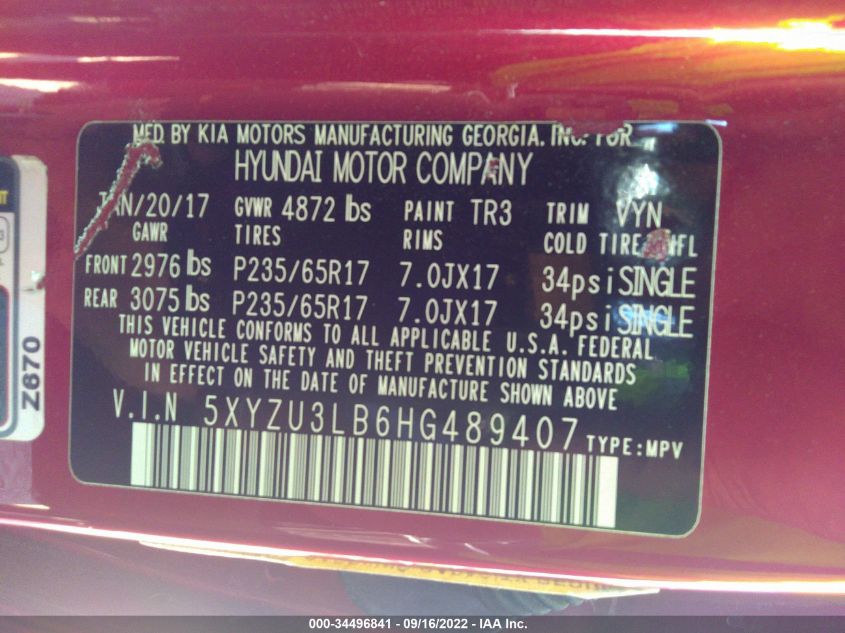 MFD. BY KIA MOTORS MANUFACTURING GEORGIA. INC. FOR
HYUNDAI MOTOR COMPANY
JAN/20/17 GVWR 4872 lbs PAINT TR3 TRIM VYN
GAWR TIRES RIMS COLD TIRE INFL
FRONT 2976 lbs P235/65R17 7.0JX17 34psi SINGLE
REAR 3075 lbs P235/65R17 7.0JX17 34psi SINGLE
THIS VEHICLE CONFORMS TO ALL APPLICABLE U.S.A. FEDERAL
MOTOR VEHICLE SAFETY AND THEFT PREVENTION STANDARDS
IN EFFECT ON THE DATE OF MANUFACTURE SHOWN ABOVE
V.I.N 5XYZU3LB6HG489407 TYPE:MPV
Z670
000-34496841 - 09/16/2022 - IAA Inc.